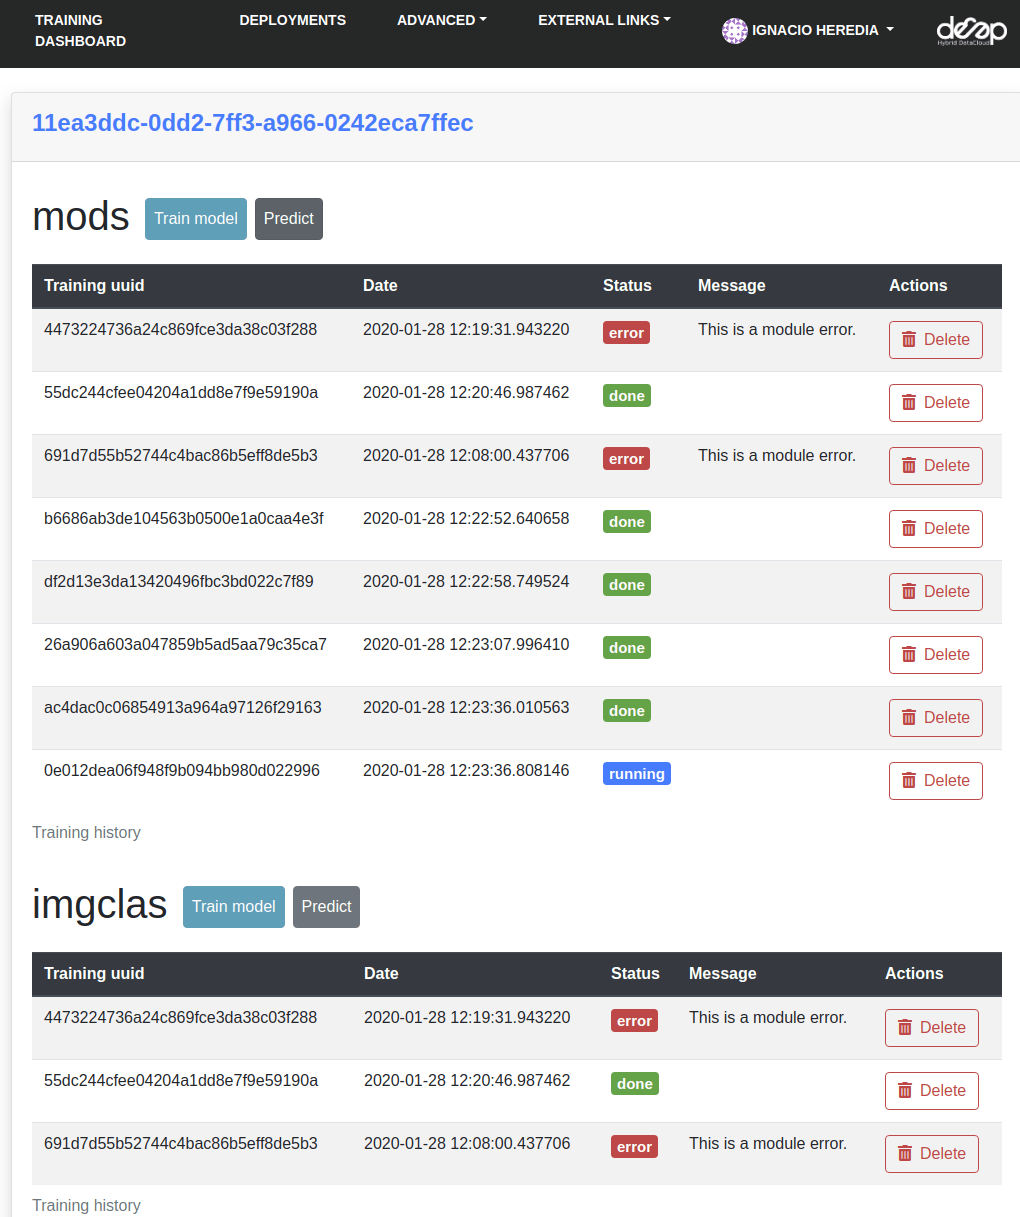 TRAINING DASHBOARD DEPLOYMENTS ADVANCED EXTERNAL LINKS IGNACIO HEREDIA deep
Hybrid DataCloud
11ea3ddc-0dd2-7ff3-a966-0242eca7ffec
mods Train model Predict
Training uuid Date Status Message Actions
4473224736a24c869fce3da38c03f288 2020-01-28 12:19:31.943220 error This is a module error. Delete
55dc244cfee04204a1dd8e7f9e59190a 2020-01-28 12:20:46.987462 done Delete
691d7d55b52744c4bac86b5eff8de5b3 2020-01-28 12:08:00.437706 error This is a module error. Delete
b6686ab3de104563b0500e1a0caa4e3f 2020-01-28 12:22:52.640658 done Delete
df2d13e3da13420496fbc3bd022c7f89 2020-01-28 12:22:58.749524 done Delete
26a906a603a047859b5ad5aa79c35ca7 2020-01-28 12:23:07.996410 done Delete
ac4dac0c06854913a964a97126f29163 2020-01-28 12:23:36.010563 done Delete
0e012dea06f948f9b094bb980d022996 2020-01-28 12:23:36.808146 running Delete
Training history
imgclas Train model Predict
Training uuid Date Status Message Actions
4473224736a24c869fce3da38c03f288 2020-01-28 12:19:31.943220 error This is a module error. Delete
55dc244cfee04204a1dd8e7f9e59190a 2020-01-28 12:20:46.987462 done Delete
691d7d55b52744c4bac86b5eff8de5b3 2020-01-28 12:08:00.437706 error This is a module error. Delete
Training history